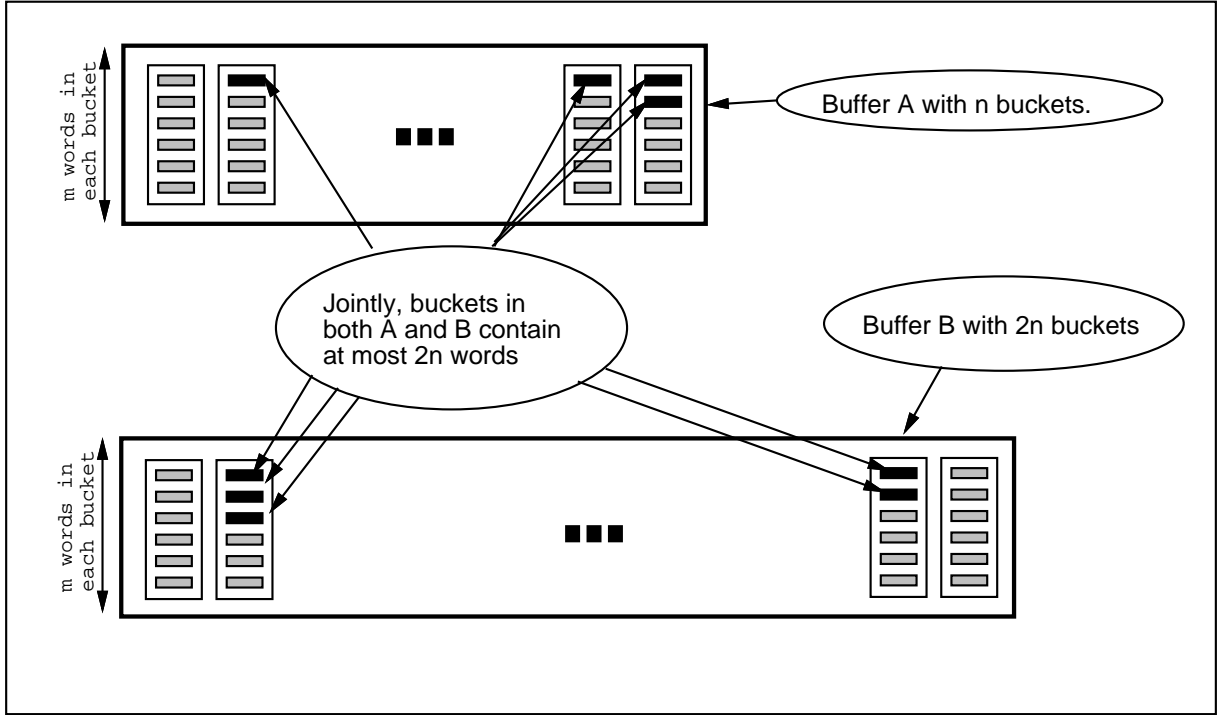 m words in
each bucket
Buffer A with n buckets.
Jointly, buckets in
both A and B contain
at most 2n words
Buffer B with 2n buckets
m words in
each bucket